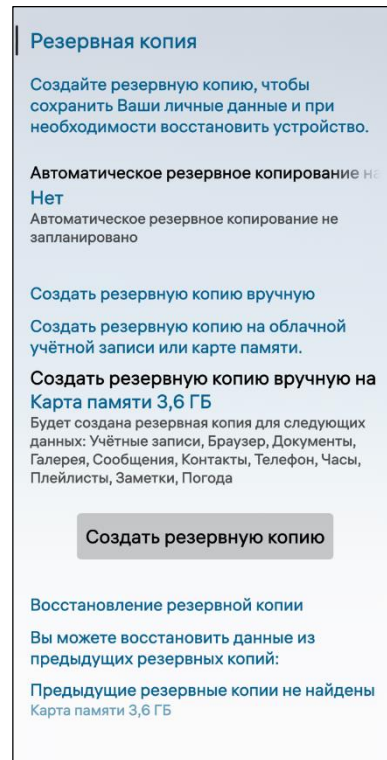 Резервная копия
Создайте резервную копию, чтобы
сохранить Ваши личные данные и при
необходимости восстановить устройство.
Автоматическое резервное копирование на
Нет
Автоматическое резервное копирование не
запланировано
Создать резервную копию вручную
Создать резервную копию на облачной
учётной записи или карте памяти.
Создать резервную копию вручную на
Карта памяти 3,6 ГБ
Будет создана резервная копия для следующих
данных: Учётные записи, Браузер, Документы,
Галерея, Сообщения, Контакты, Телефон, Часы,
Плейлисты, Заметки, Погода
Создать резервную копию
Восстановление резервной копии
Вы можете восстановить данные из
предыдущих резервных копий:
Предыдущие резервные копии не найдены
Карта памяти 3,6 ГБ